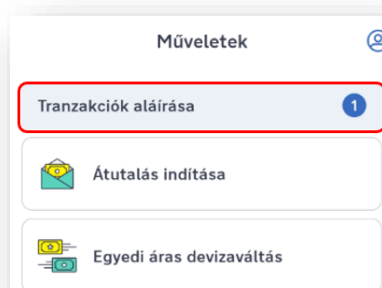 Műveletek
Tranzakciók aláírása 1
Átutalás indítása
Egyedi áras devizaváltás